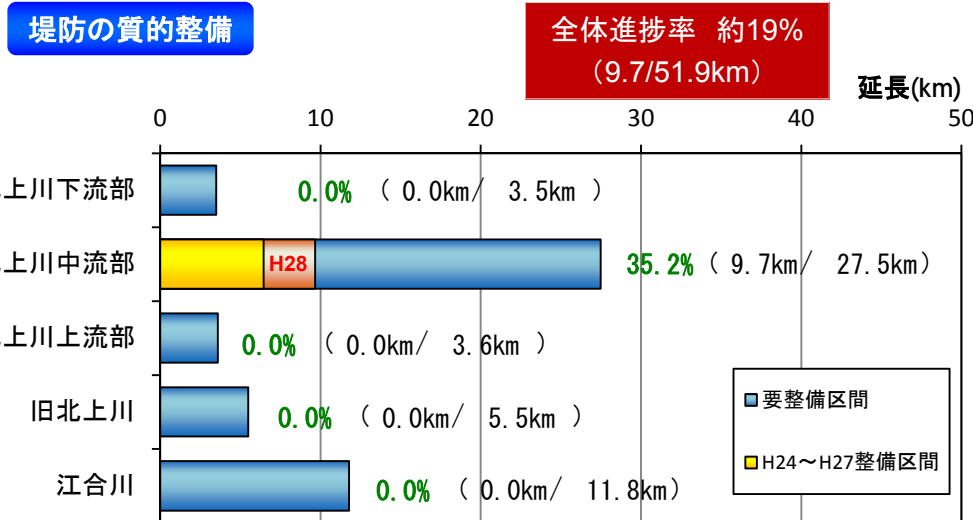 堤防の質的整備
全体進捗率 約19%
（9.7/51.9km）
延長(km)
0 10 20 30 40 50
上川下流部 0.0% ( 0.0km/ 3.5km )
上川中流部 H28 35.2% ( 9.7km/ 27.5km)
上川上流部 0.0% ( 0.0km/ 3.6km )
旧北上川 0.0% ( 0.0km/ 5.5km )
江合川 0.0% ( 0.0km/ 11.8km)
要整備区間
H24～H27整備区間